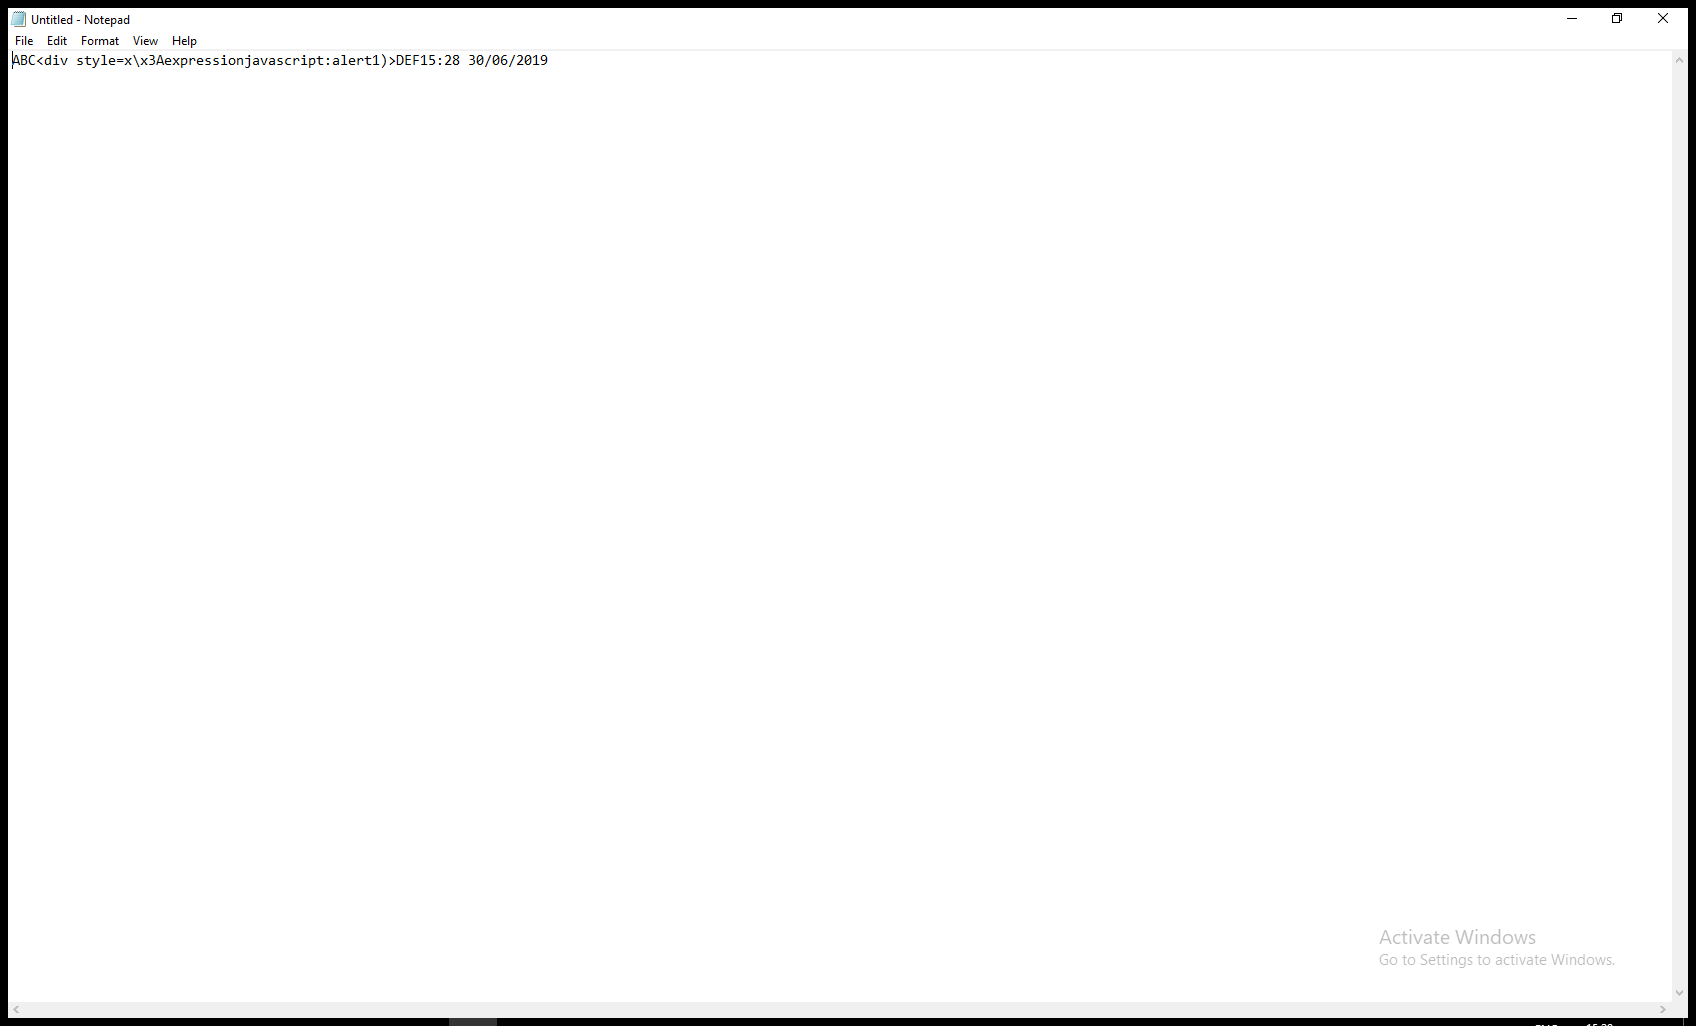 Untitled - Notepad
File Edit Format View Help
ABC<div style=x\x3Aexpressionjavascript:alert1)>DEF15:28 30/06/2019
Activate Windows
Go to Settings to activate Windows.